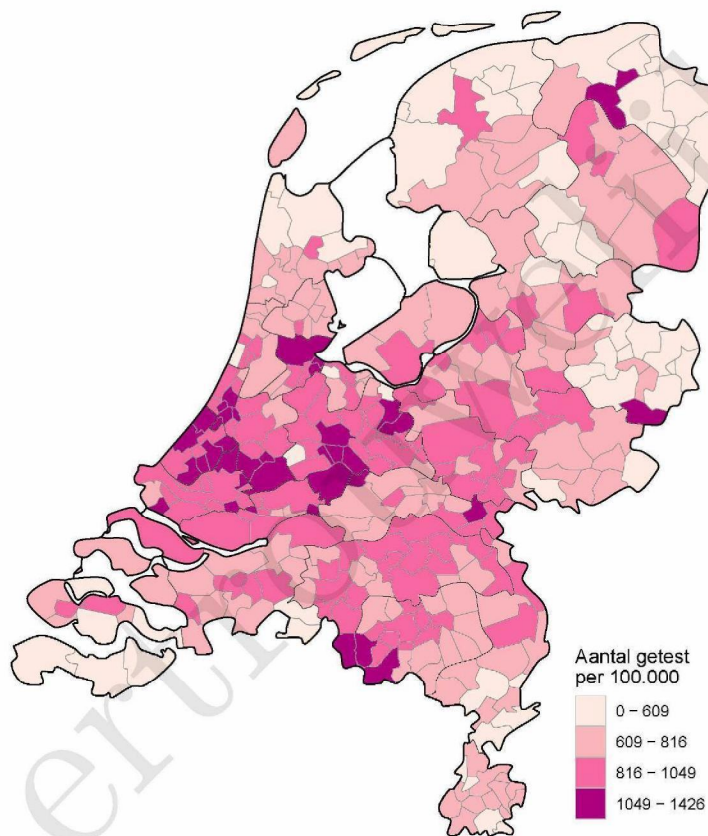 Aantal getest
per 100.000
0 – 609
609 – 816
816 – 1049
1049 – 1426